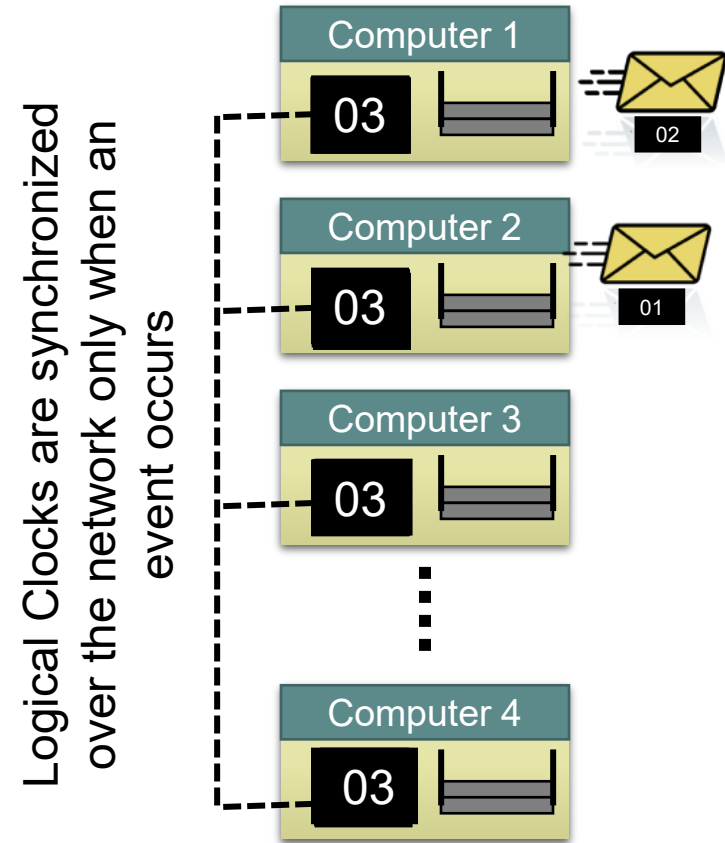 Logical Clocks are synchronized
over the network only when an
event occurs
Computer 1
03
02
Computer 2
03
01
Computer 3
03
Computer 4
03